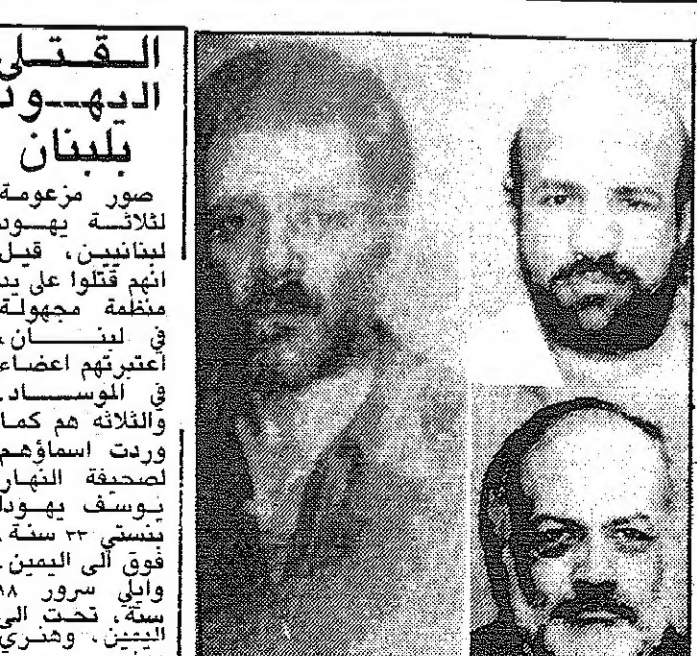 القتلى
اليهود
بلبنان
صور مزعومة
لثلاثة يهود
لبنانيين، قيل
انهم قتلوا على يد
منظمة مجهولة
في لبنان،
اعتبرتهم اعضاء
في الموساد.
والثلاثه هم كما
وردت اسماؤهم
لصحيفة النهار
يوسف يهودا
بنستي ٣٣ سنة،
فوق الى اليمين.
وايلي سرور
سنة، تحت الى
اليمين، وهنري